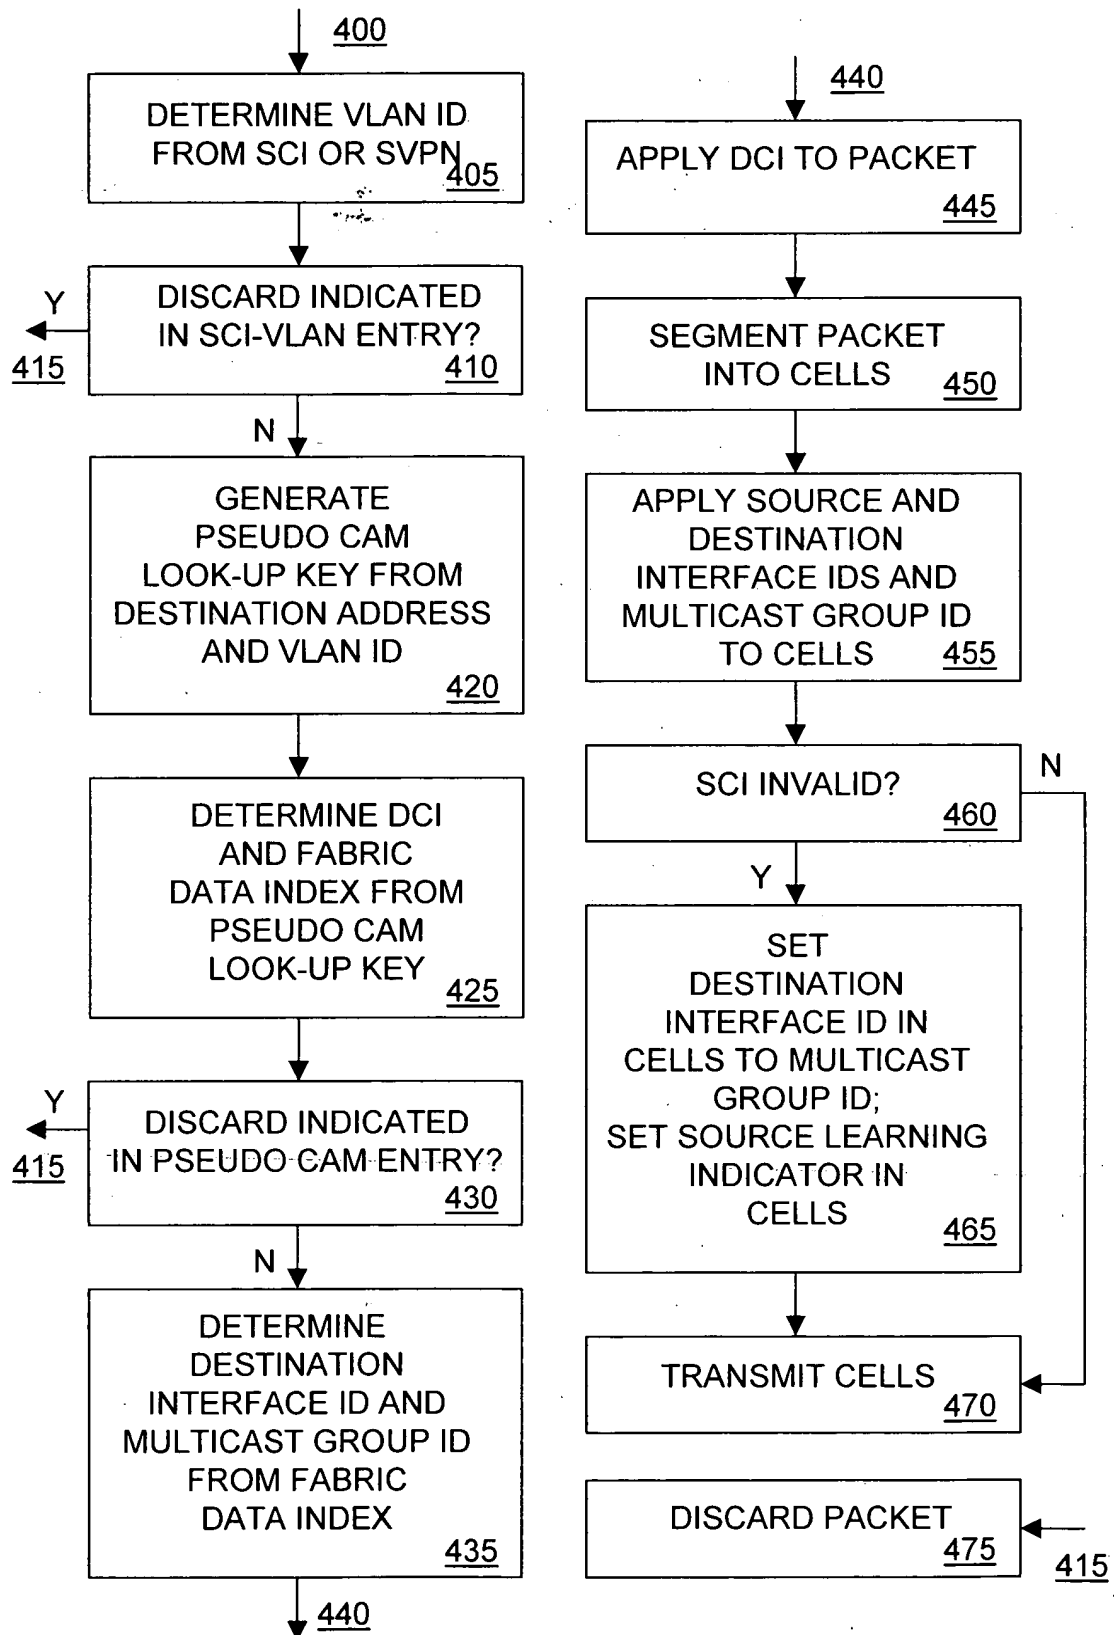 400
DETERMINE VLAN ID
FROM SCI OR SVPN
405
DISCARD INDICATED
IN SCI-VLAN ENTRY?
410
Y
415
N
GENERATE
PSEUDO CAM
LOOK-UP KEY FROM
DESTINATION ADDRESS
AND VLAN ID
420
DETERMINE DCI
AND FABRIC
DATA INDEX FROM
PSEUDO CAM
LOOK-UP KEY
425
Y
415
DISCARD INDICATED
IN PSEUDO CAM ENTRY?
430
N
DETERMINE
DESTINATION
INTERFACE ID AND
MULTICAST GROUP ID
FROM FABRIC
DATA INDEX
435
440
440
APPLY DCI TO PACKET
445
SEGMENT PACKET
INTO CELLS
450
APPLY SOURCE AND
DESTINATION
INTERFACE IDS AND
MULTICAST GROUP ID
TO CELLS
455
SCI INVALID?
460
N
Y
SET
DESTINATION
INTERFACE ID IN
CELLS TO MULTICAST
GROUP ID;
SET SOURCE LEARNING
INDICATOR IN
CELLS
465
TRANSMIT CELLS
470
DISCARD PACKET
475
415